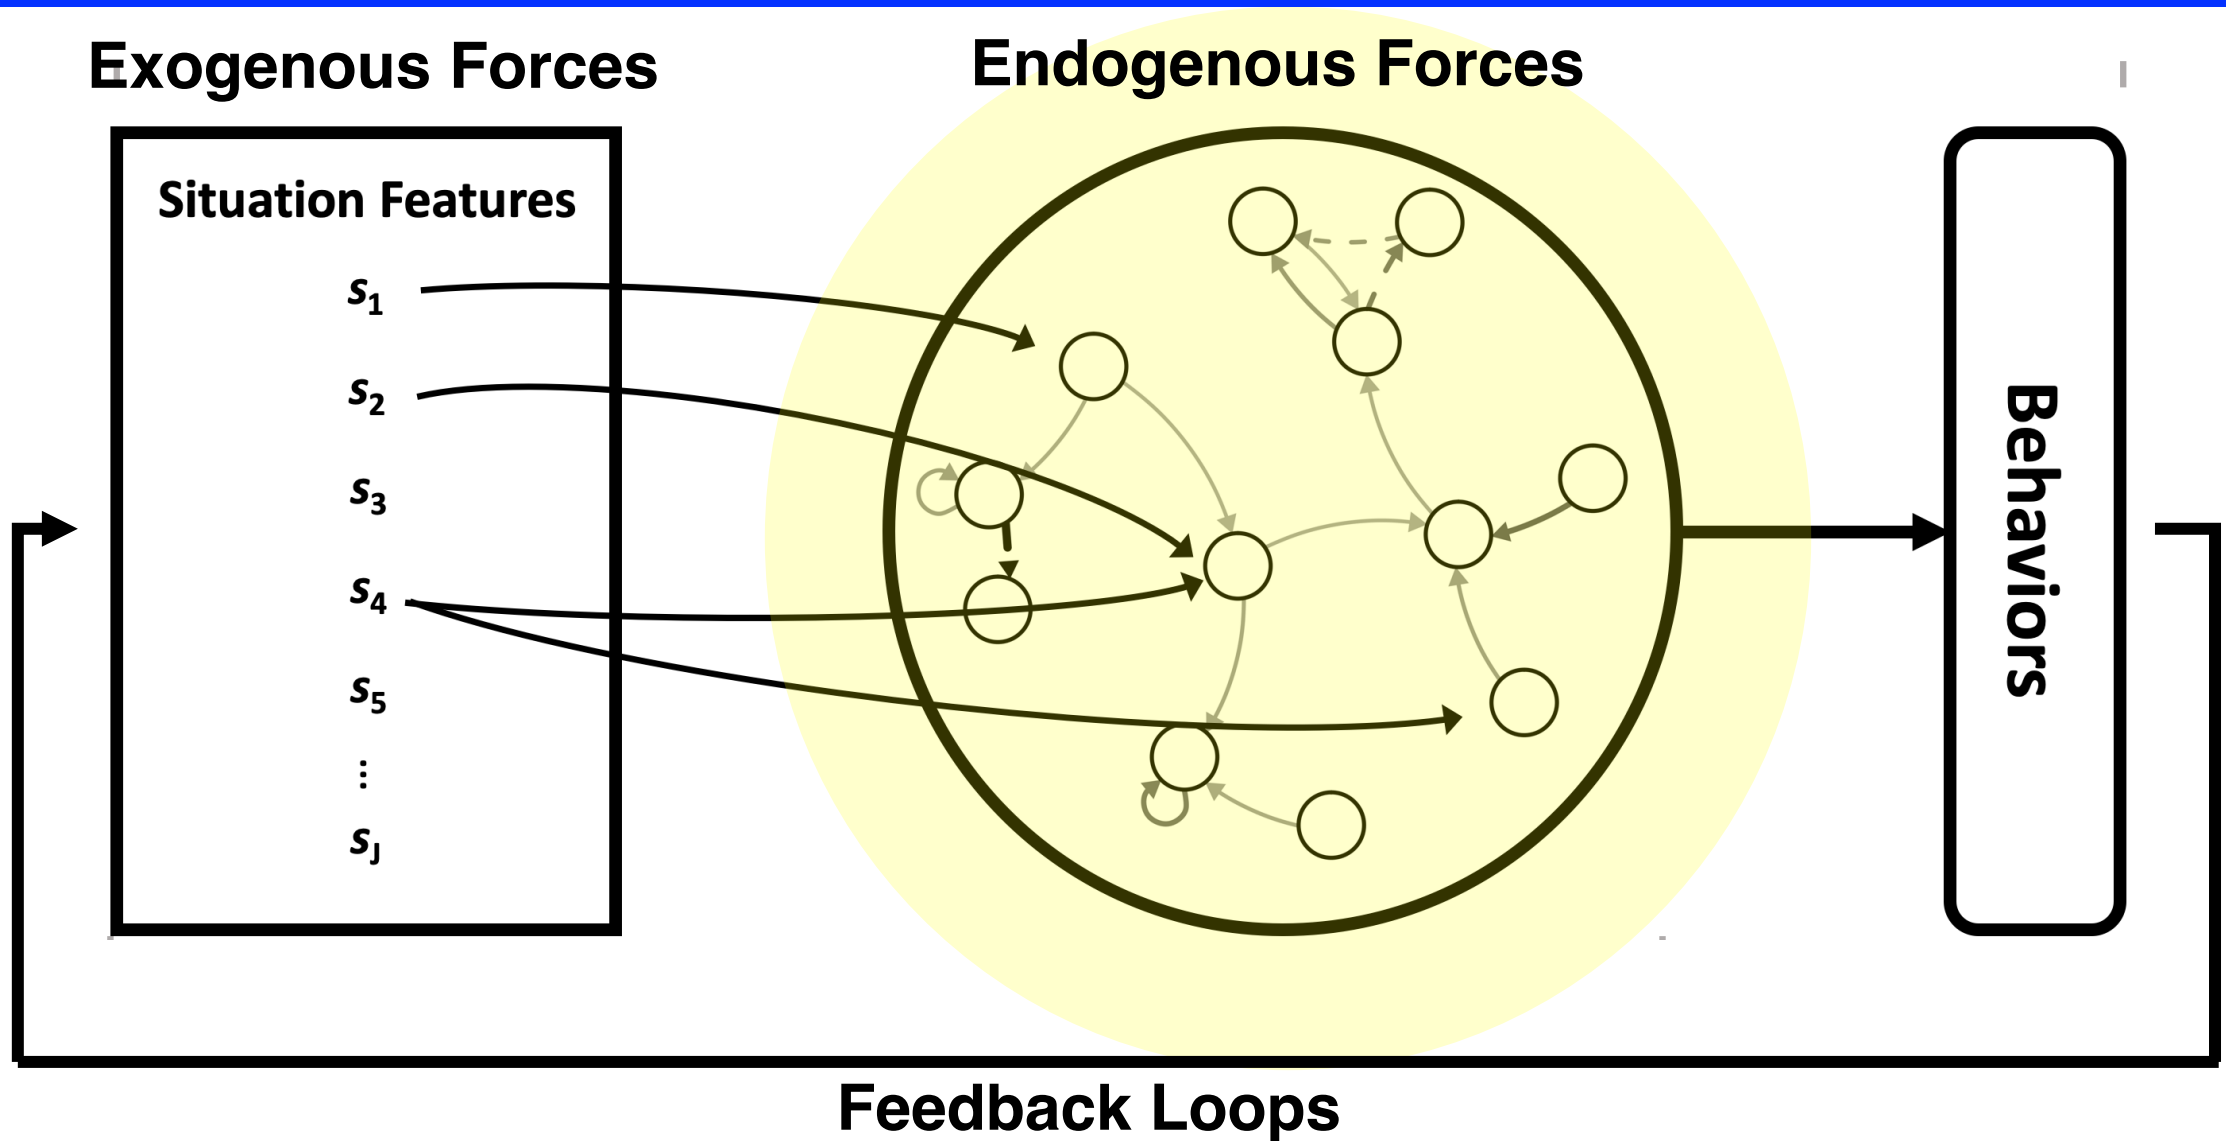 Exogenous Forces
Endogenous Forces
Situation Features
s1
s2
s3
s4
s5
⋮
sJ
Behaviors
Feedback Loops